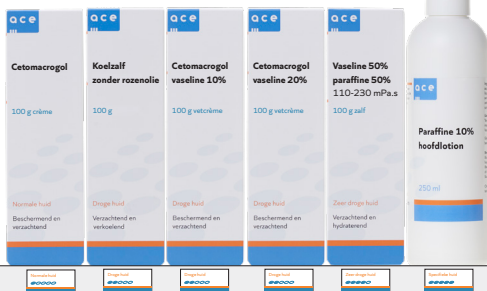 ace
Cetomacrogol
100 g crème
Normale huid
Beschermend en
verzachtend
ace
Koelzalf
zonder rozenolie
100 g
Droge huid
Verzachtend en
verkoelend
ace
Cetomacrogol
vaseline 10%
100 g vetcrème
Droge huid
Beschermend en
verzachtend
ace
Cetomacrogol
vaseline 20%
100 g vetcrème
Droge huid
Beschermend en
verzachtend
ace
Vaseline 50%
paraffine 50%
110-230 mPa.s
100 g zalf
Zeer droge huid
Verzachtend en
hydraterend
ace
Paraffine 10%
hoofdlotion
250 ml
Normale huid
Droge huid
Droge huid
Droge huid
Zeer droge huid
Specifieke huid